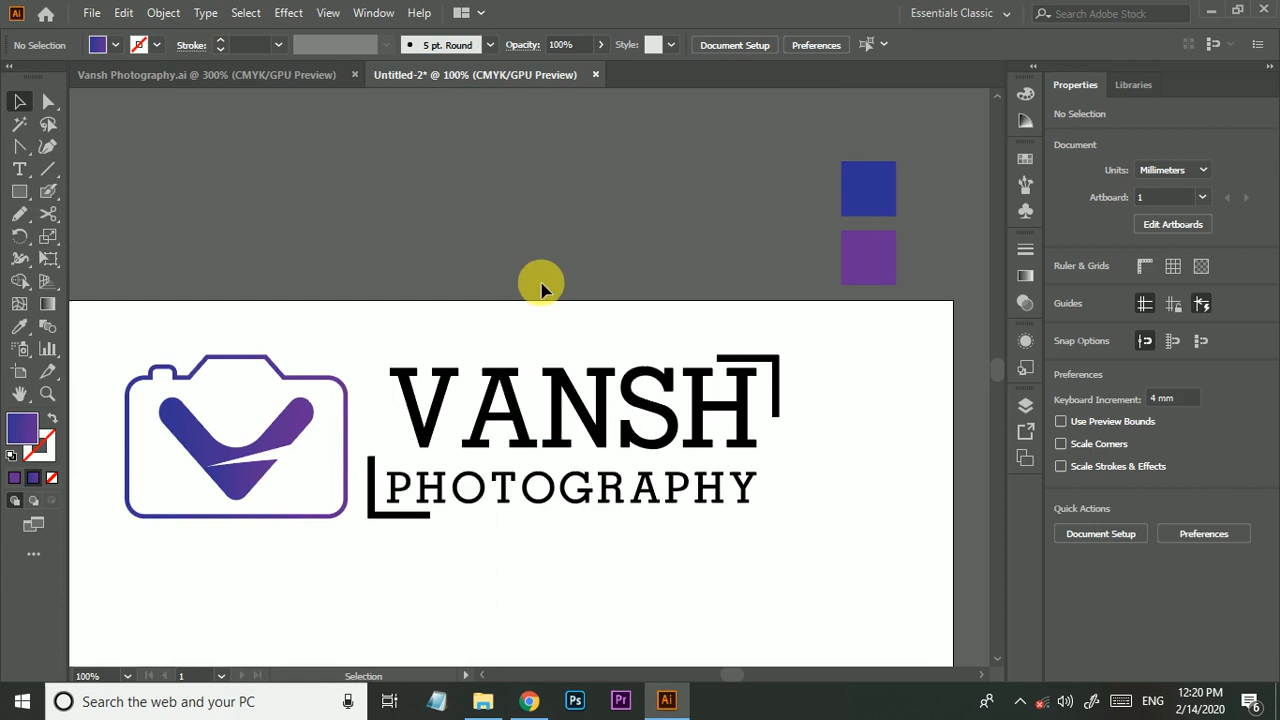 Ai File Edit Object Type Select Effect View Window Help Essentials Classic Search Adobe Stock
No Selection Stroke: 5 pt. Round Opacity: 100% Style: Document Setup Preferences
Vansh Photography.ai @ 300% (CMYK/GPU Preview) Untitled-2* @ 100% (CMYK/GPU Preview)
Properties Libraries
No Selection
Document
Units: Millimeters
Artboard: 1
Edit Artboards
Ruler & Grids
Guides
Snap Options
Preferences
Keyboard Increment: 4 mm
Use Preview Bounds
Scale Corners
Scale Strokes & Effects
Quick Actions
Document Setup Preferences
VANSH
PHOTOGRAPHY
100% 1 Selection
Search the web and your PC Ps Pr Ai ENG 12:20 PM
2/14/2020 6